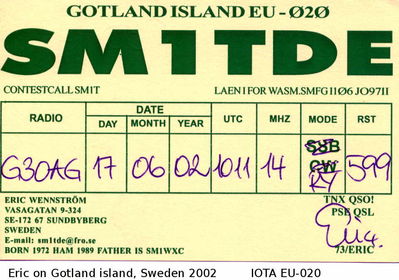 GOTLAND ISLAND EU - Ø2Ø
SM1TDE
CONTESTCALL SM1T LAEN I FOR WASM.SMFG 11Ø6 JO97II
RADIO DATE DAY MONTH YEAR UTC MHZ MODE RST
G3OAG 17 06 02 1011 14 SSB CW RY 599
ERIC WENNSTRÖM TNX QSO!
VASAGATAN 9-324 PSE QSL
SE-172 67 SUNDBYBERG
SWEDEN
E-mail: sm1tde@fro.se Eric.
BORN 1972 HAM 1989 FATHER IS SM1WXC 73/ERIC
Eric on Gotland island, Sweden 2002 IOTA EU-020